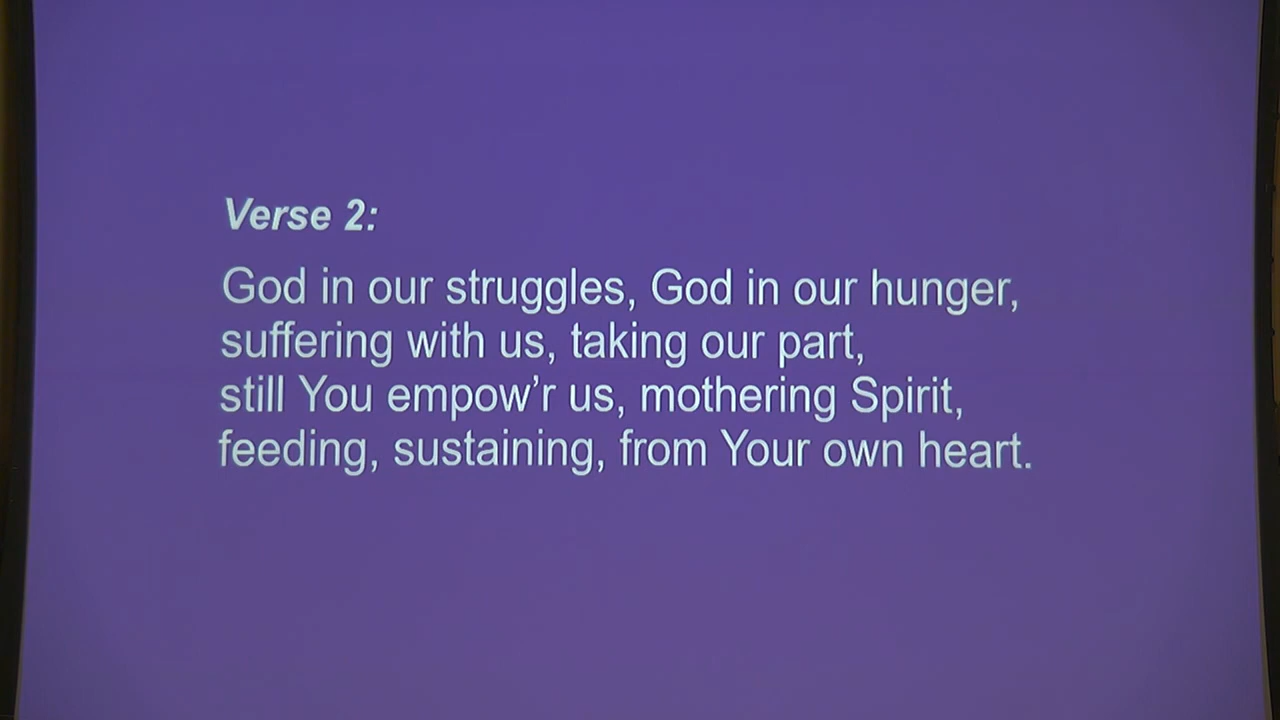 Verse 2:
God in our struggles, God in our hunger,
suffering with us, taking our part,
still You empow’r us, mothering Spirit,
feeding, sustaining, from Your own heart.